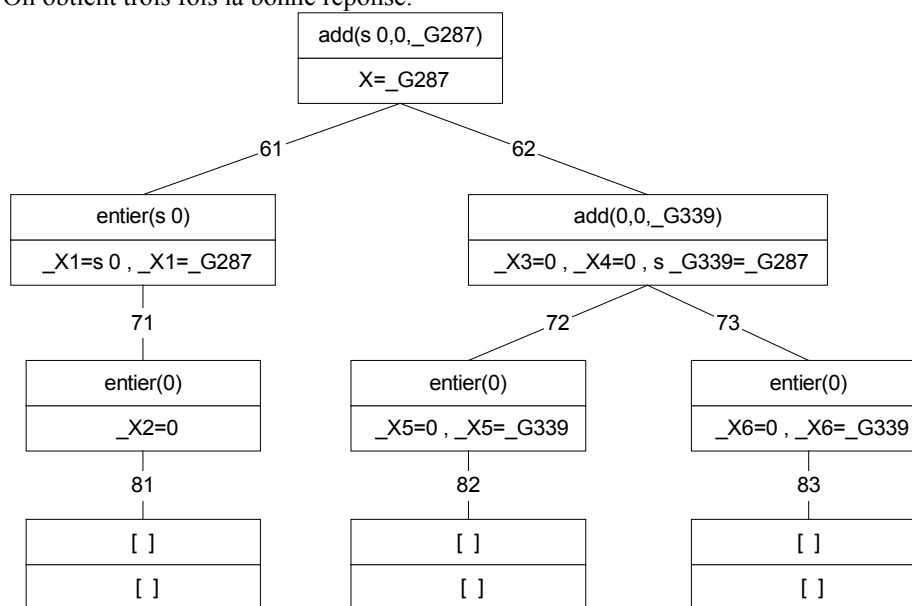 On obtient trois fois la bonne réponse.
add(s 0,0,_G287)
X=_G287
61
62
entier(s 0)
add(0,0,_G339)
_X1=s 0 , _X1=_G287
_X3=0 , _X4=0 , s _G339=_G287
71
72
73
entier(0)
entier(0)
entier(0)
_X2=0
_X5=0 , _X5=_G339
_X6=0 , _X6=_G339
81
82
83
[ ]
[ ]
[ ]
[ ]
[ ]
[ ]